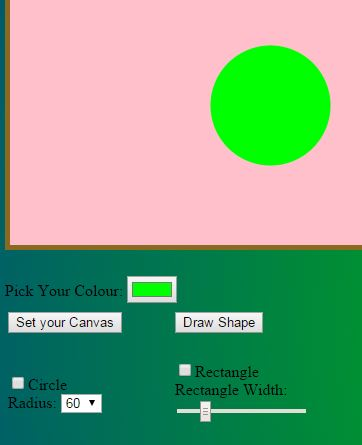 Pick Your Colour:
Set your Canvas
Draw Shape
Circle
Radius: 60
Rectangle
Rectangle Width: